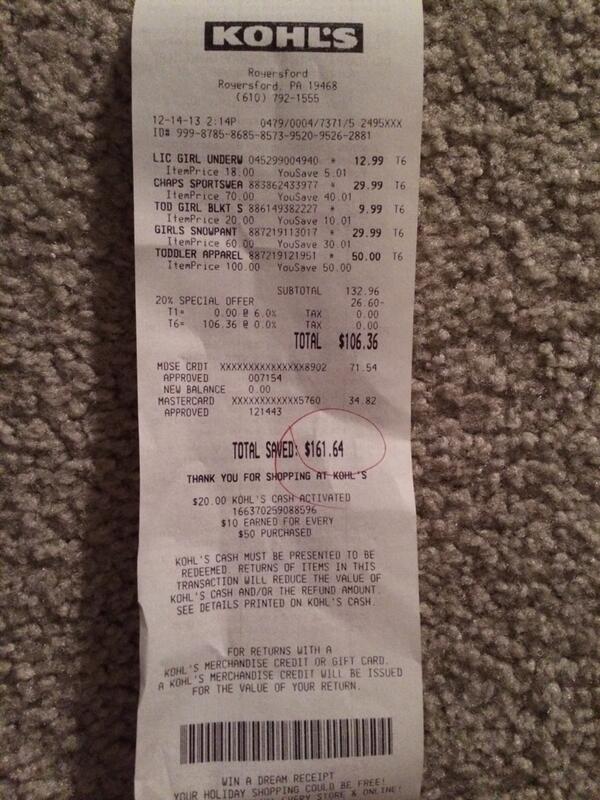 KOHL'S
Royersford
Royersford, PA 19468
(610) 792-1555
12-14-13 2:14P 0479/0004/7371/5 2495XXX
ID# 999-8785-8685-8573-9520-9526-2881
LIC GIRL UNDERW 045299004940 * 12.99 T6
ItemPrice 18.00 YouSave 5.01
CHAPS SPORTSWEA 883862433977 * 29.99 T6
ItemPrice 70.00 YouSave 40.01
TOD GIRL BLKT S 886149382227 * 9.99 T6
ItemPrice 20.00 YouSave 10.01
GIRLS SNOWPANT 887219113017 * 29.99 T6
ItemPrice 60.00 YouSave 30.01
TODDLER APPAREL 887219121951 * 50.00 T6
ItemPrice 100.00 YouSave 50.00
SUBTOTAL 132.96
20% SPECIAL OFFER 26.60-
T1= 0.00 @ 6.0% TAX 0.00
T6= 106.36 @ 0.0% TAX 0.00
TOTAL $106.36
MDSE CRDT XXXXXXXXXXXXXXX8902 71.54
APPROVED 007154
NEW BALANCE 0.00
MASTERCARD XXXXXXXXXXXX5760 34.82
APPROVED 121443
TOTAL SAVED: $161.64
THANK YOU FOR SHOPPING AT KOHL'S
$20.00 KOHL'S CASH ACTIVATED
166370259088596
$10 EARNED FOR EVERY
$50 PURCHASED
KOHL'S CASH MUST BE PRESENTED TO BE
REDEEMED. RETURNS OF ITEMS IN THIS
TRANSACTION WILL REDUCE THE VALUE OF
KOHL'S CASH AND/OR THE REFUND AMOUNT.
SEE DETAILS PRINTED ON KOHL'S CASH.
FOR RETURNS WITH A
KOHL'S MERCHANDISE CREDIT OR GIFT CARD.
A KOHL'S MERCHANDISE CREDIT WILL BE ISSUED
FOR THE VALUE OF YOUR RETURN.
WIN A DREAM RECEIPT
YOUR HOLIDAY SHOPPING COULD BE FREE!
EVERY STORE & ONLINE!